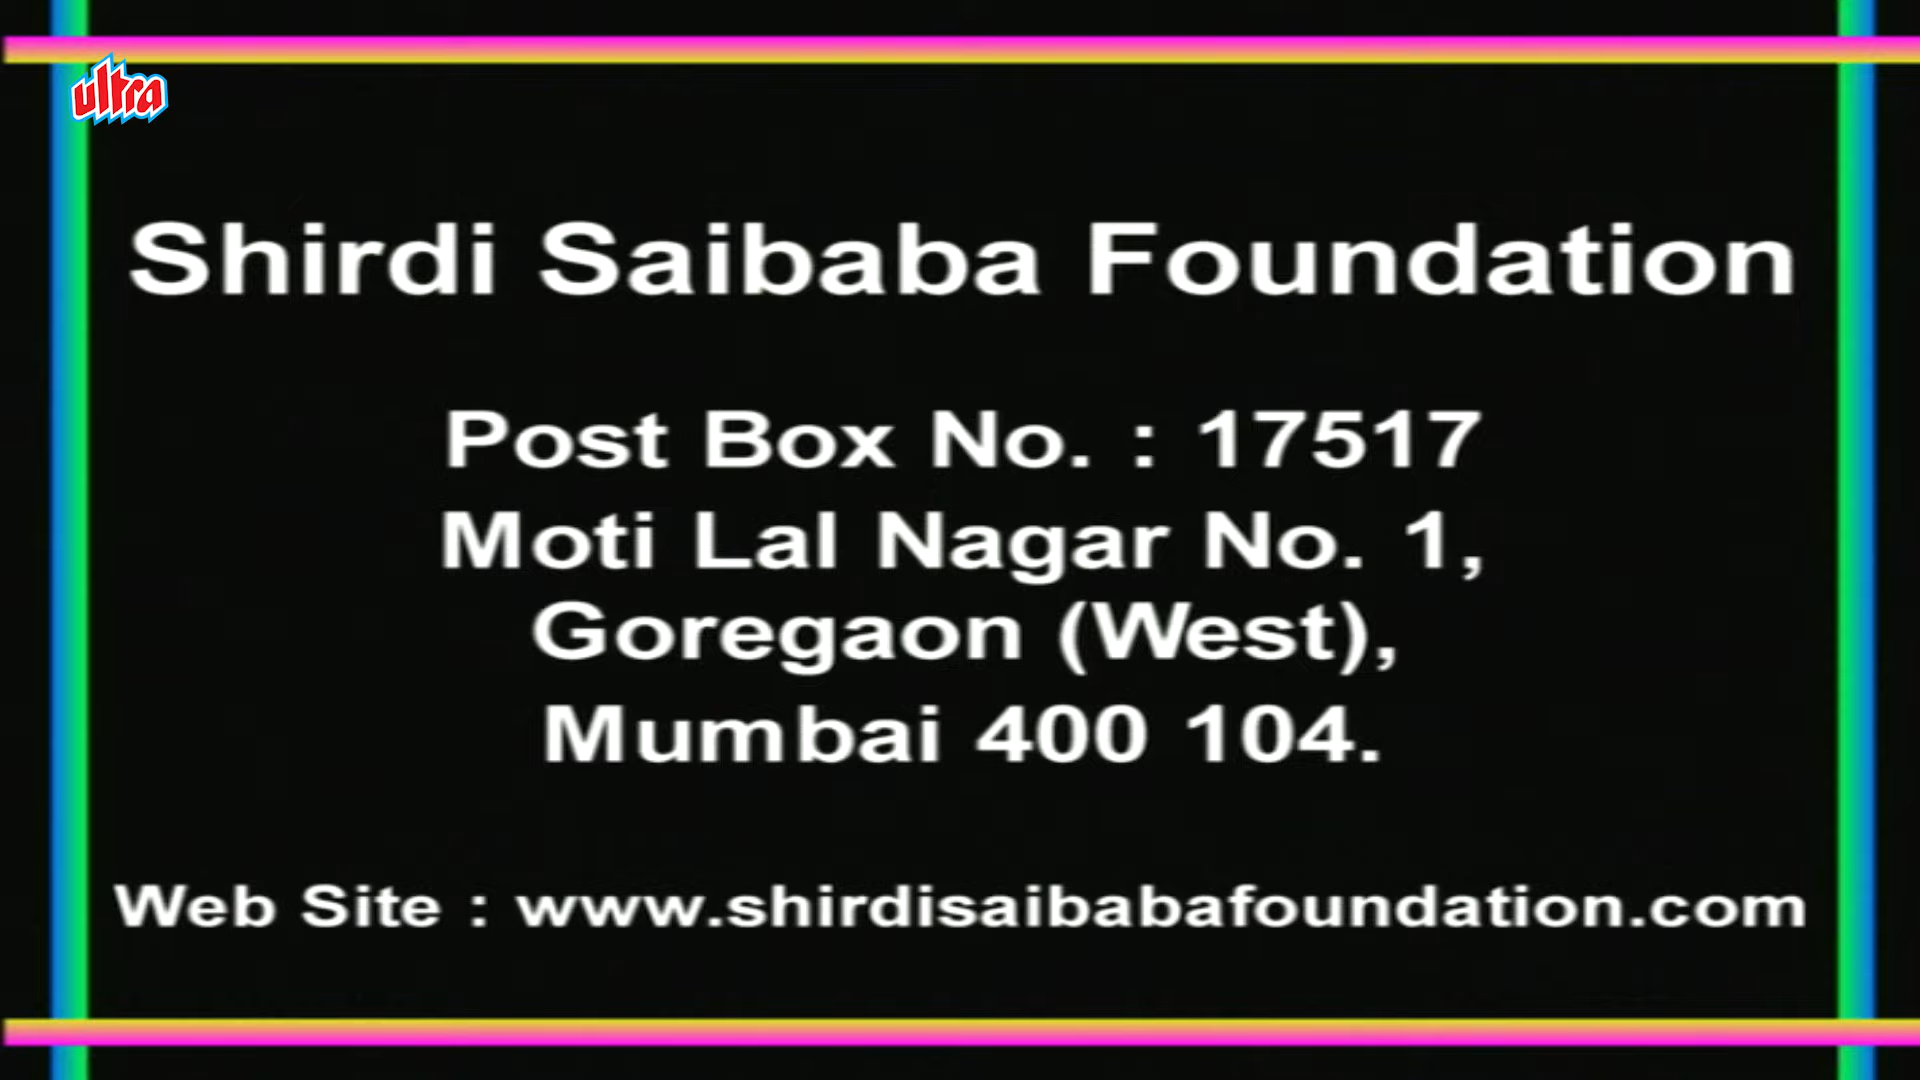 ultra
Shirdi Saibaba Foundation
Post Box No. : 17517
Moti Lal Nagar No. 1,
Goregaon (West),
Mumbai 400 104.
Web Site : www.shirdisaibabafoundation.com